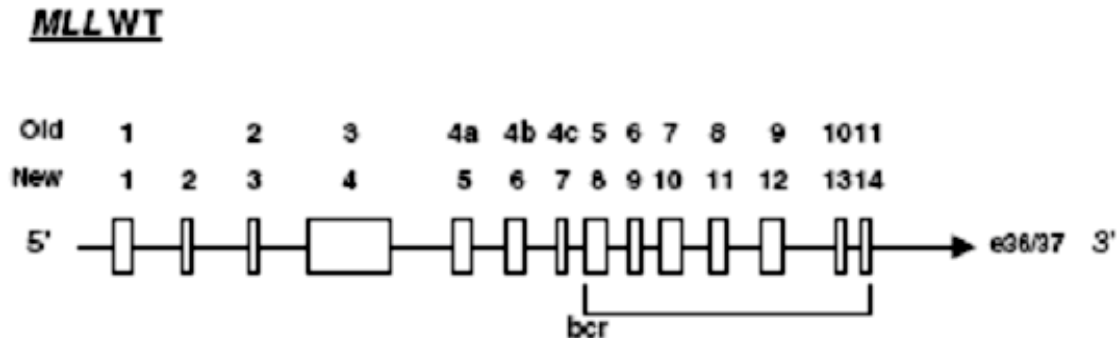 MLL WT
Old 1 2 3 4a 4b 4c 5 6 7 8 9 10 11
New 1 2 3 4 5 6 7 8 9 10 11 12 13 14
5' e36/37 3'
bcr